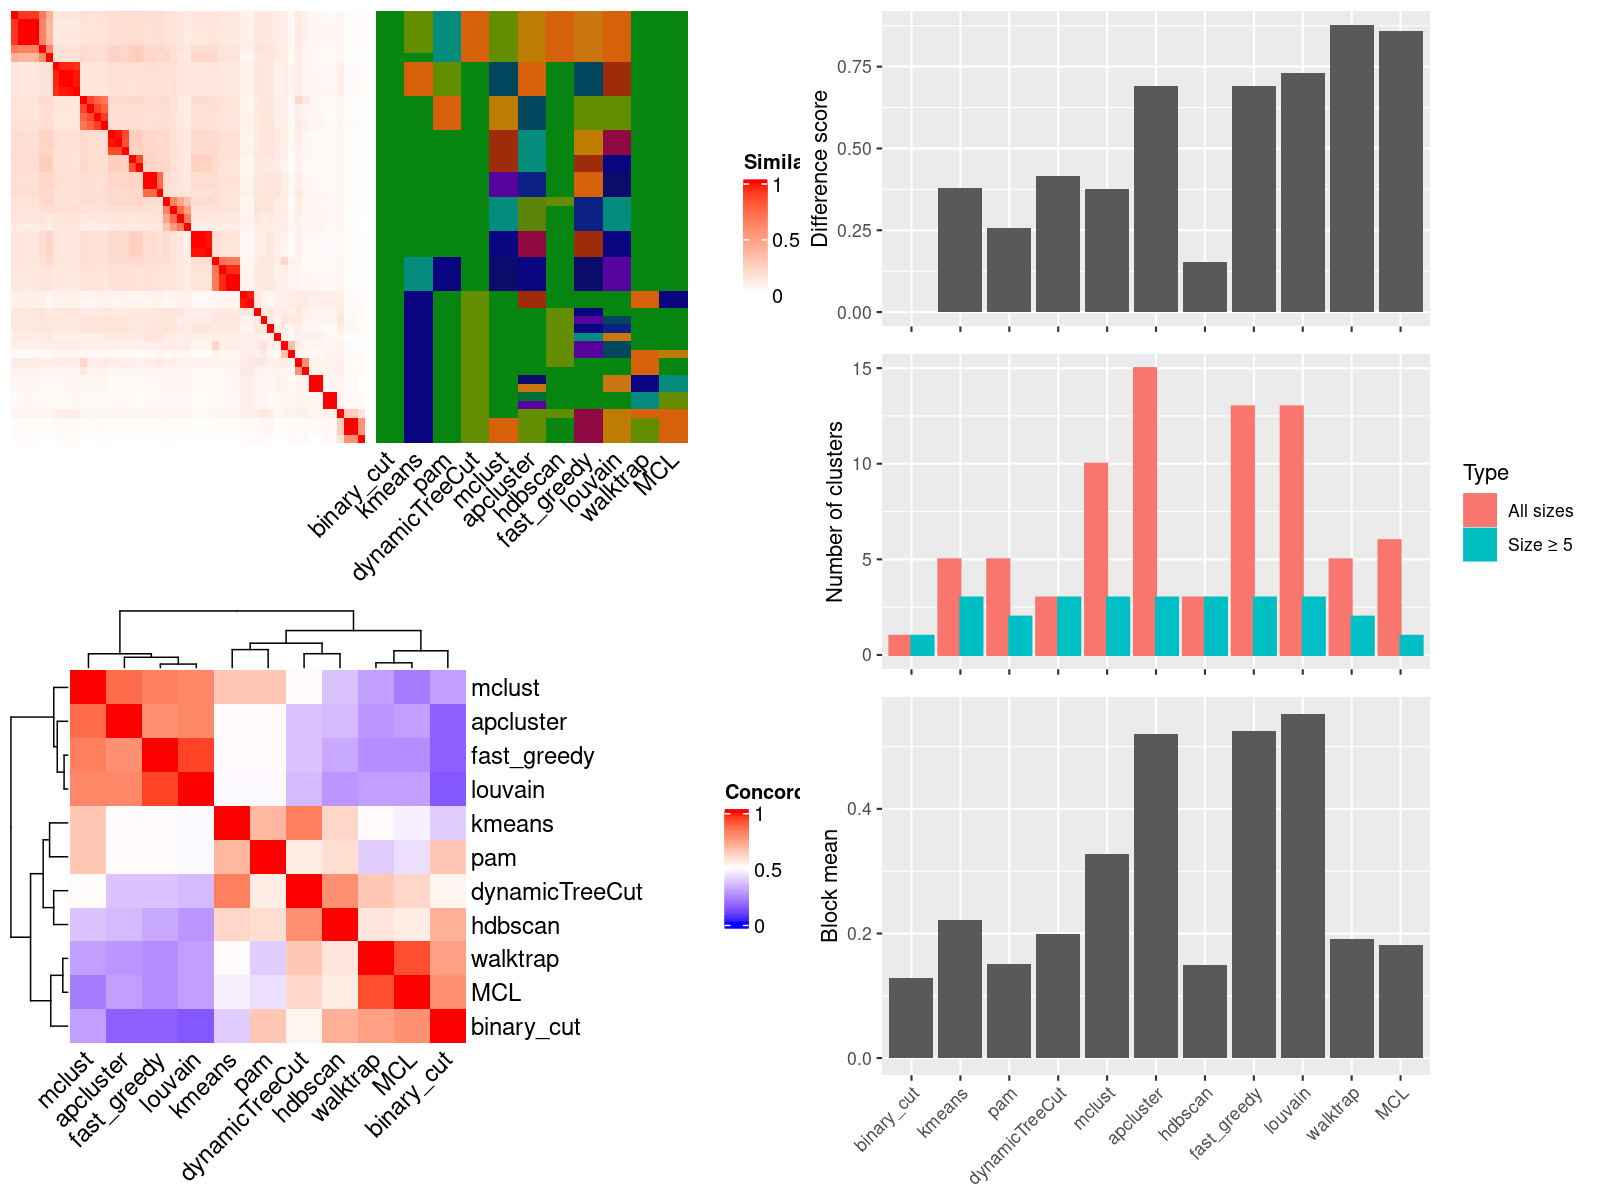 Simila
1
0.5
0
binary_cut
kmeans
pam
dynamicTreeCut
mclust
apcluster
hdbscan
fast_greedy
louvain
walktrap
MCL
mclust
apcluster
fast_greedy
louvain
kmeans
pam
dynamicTreeCut
hdbscan
walktrap
MCL
binary_cut
Concord
1
0.5
0
mclust
apcluster
fast_greedy
louvain
kmeans
pam
dynamicTreeCut
hdbscan
walktrap
MCL
binary_cut
Difference score
0.75
0.50
0.25
0.00
Number of clusters
15
10
5
0
Type
All sizes
Size ≥ 5
Block mean
0.4
0.2
0.0
binary_cut
kmeans
pam
dynamicTreeCut
mclust
apcluster
hdbscan
fast_greedy
louvain
walktrap
MCL